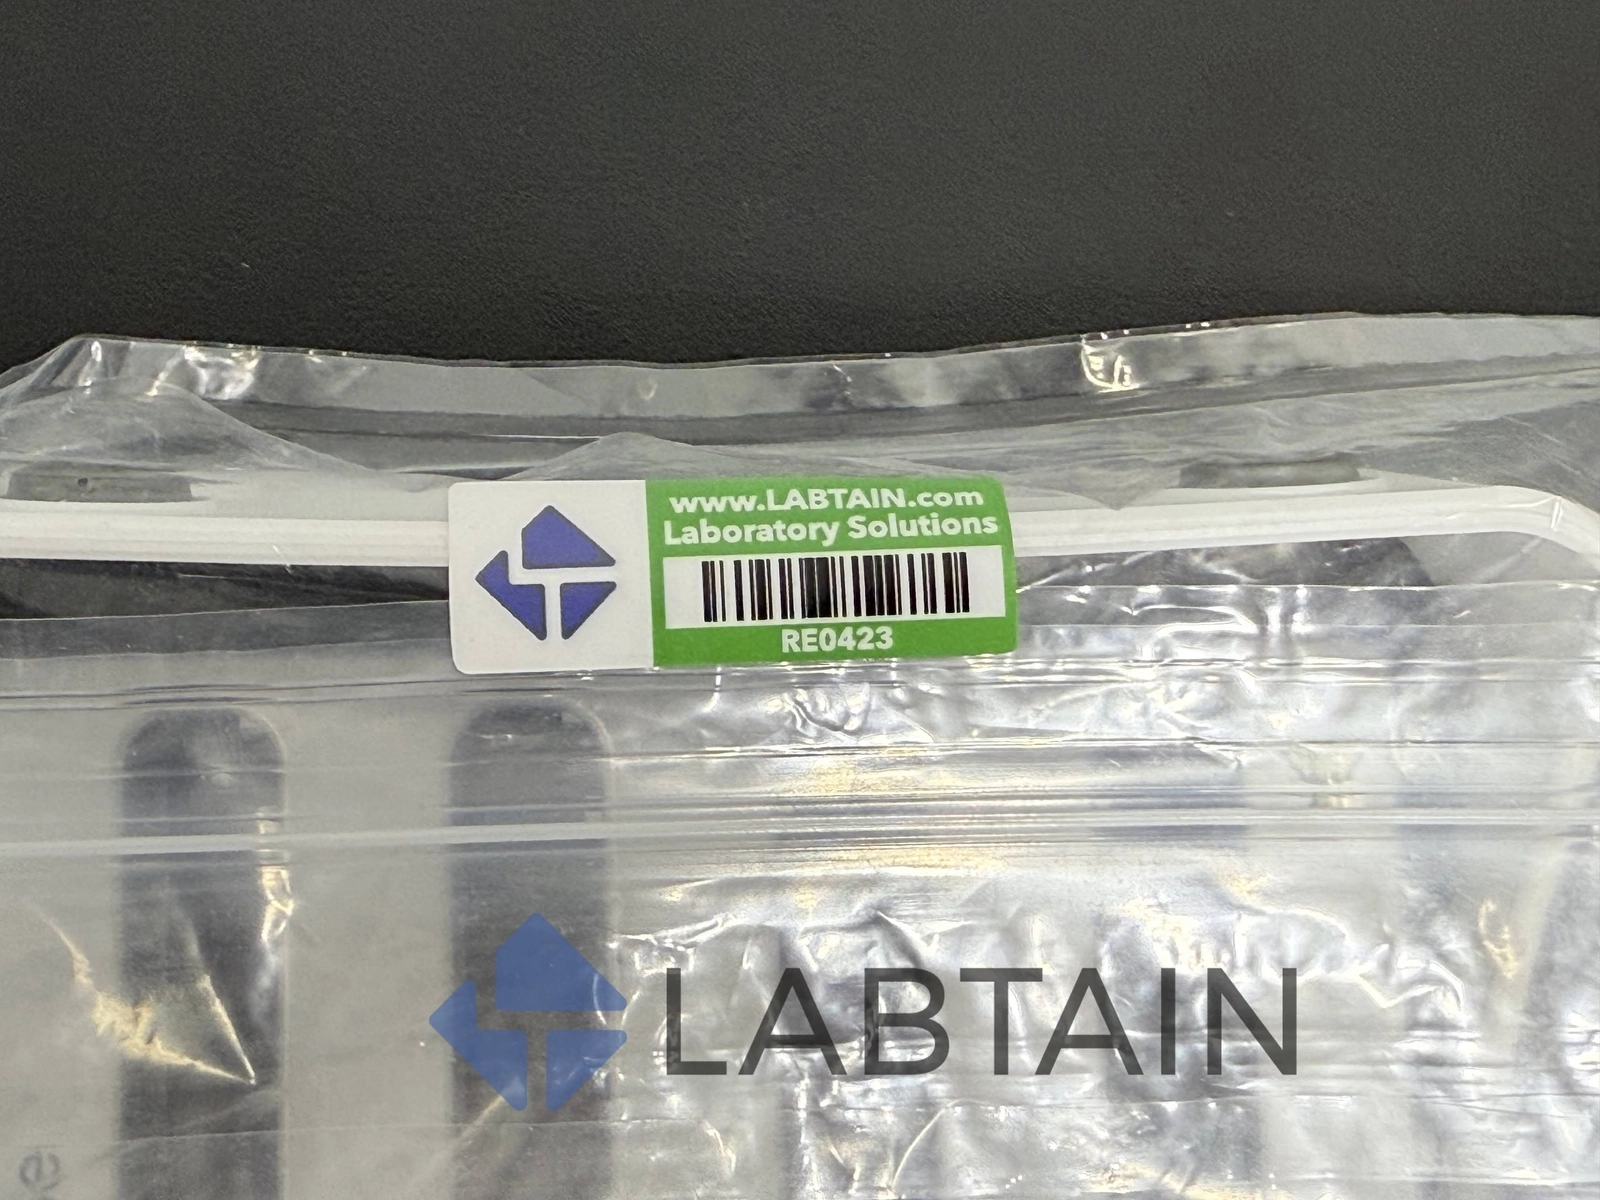 www.LABTAIN.com
Laboratory Solutions
RE0423
LABTAIN